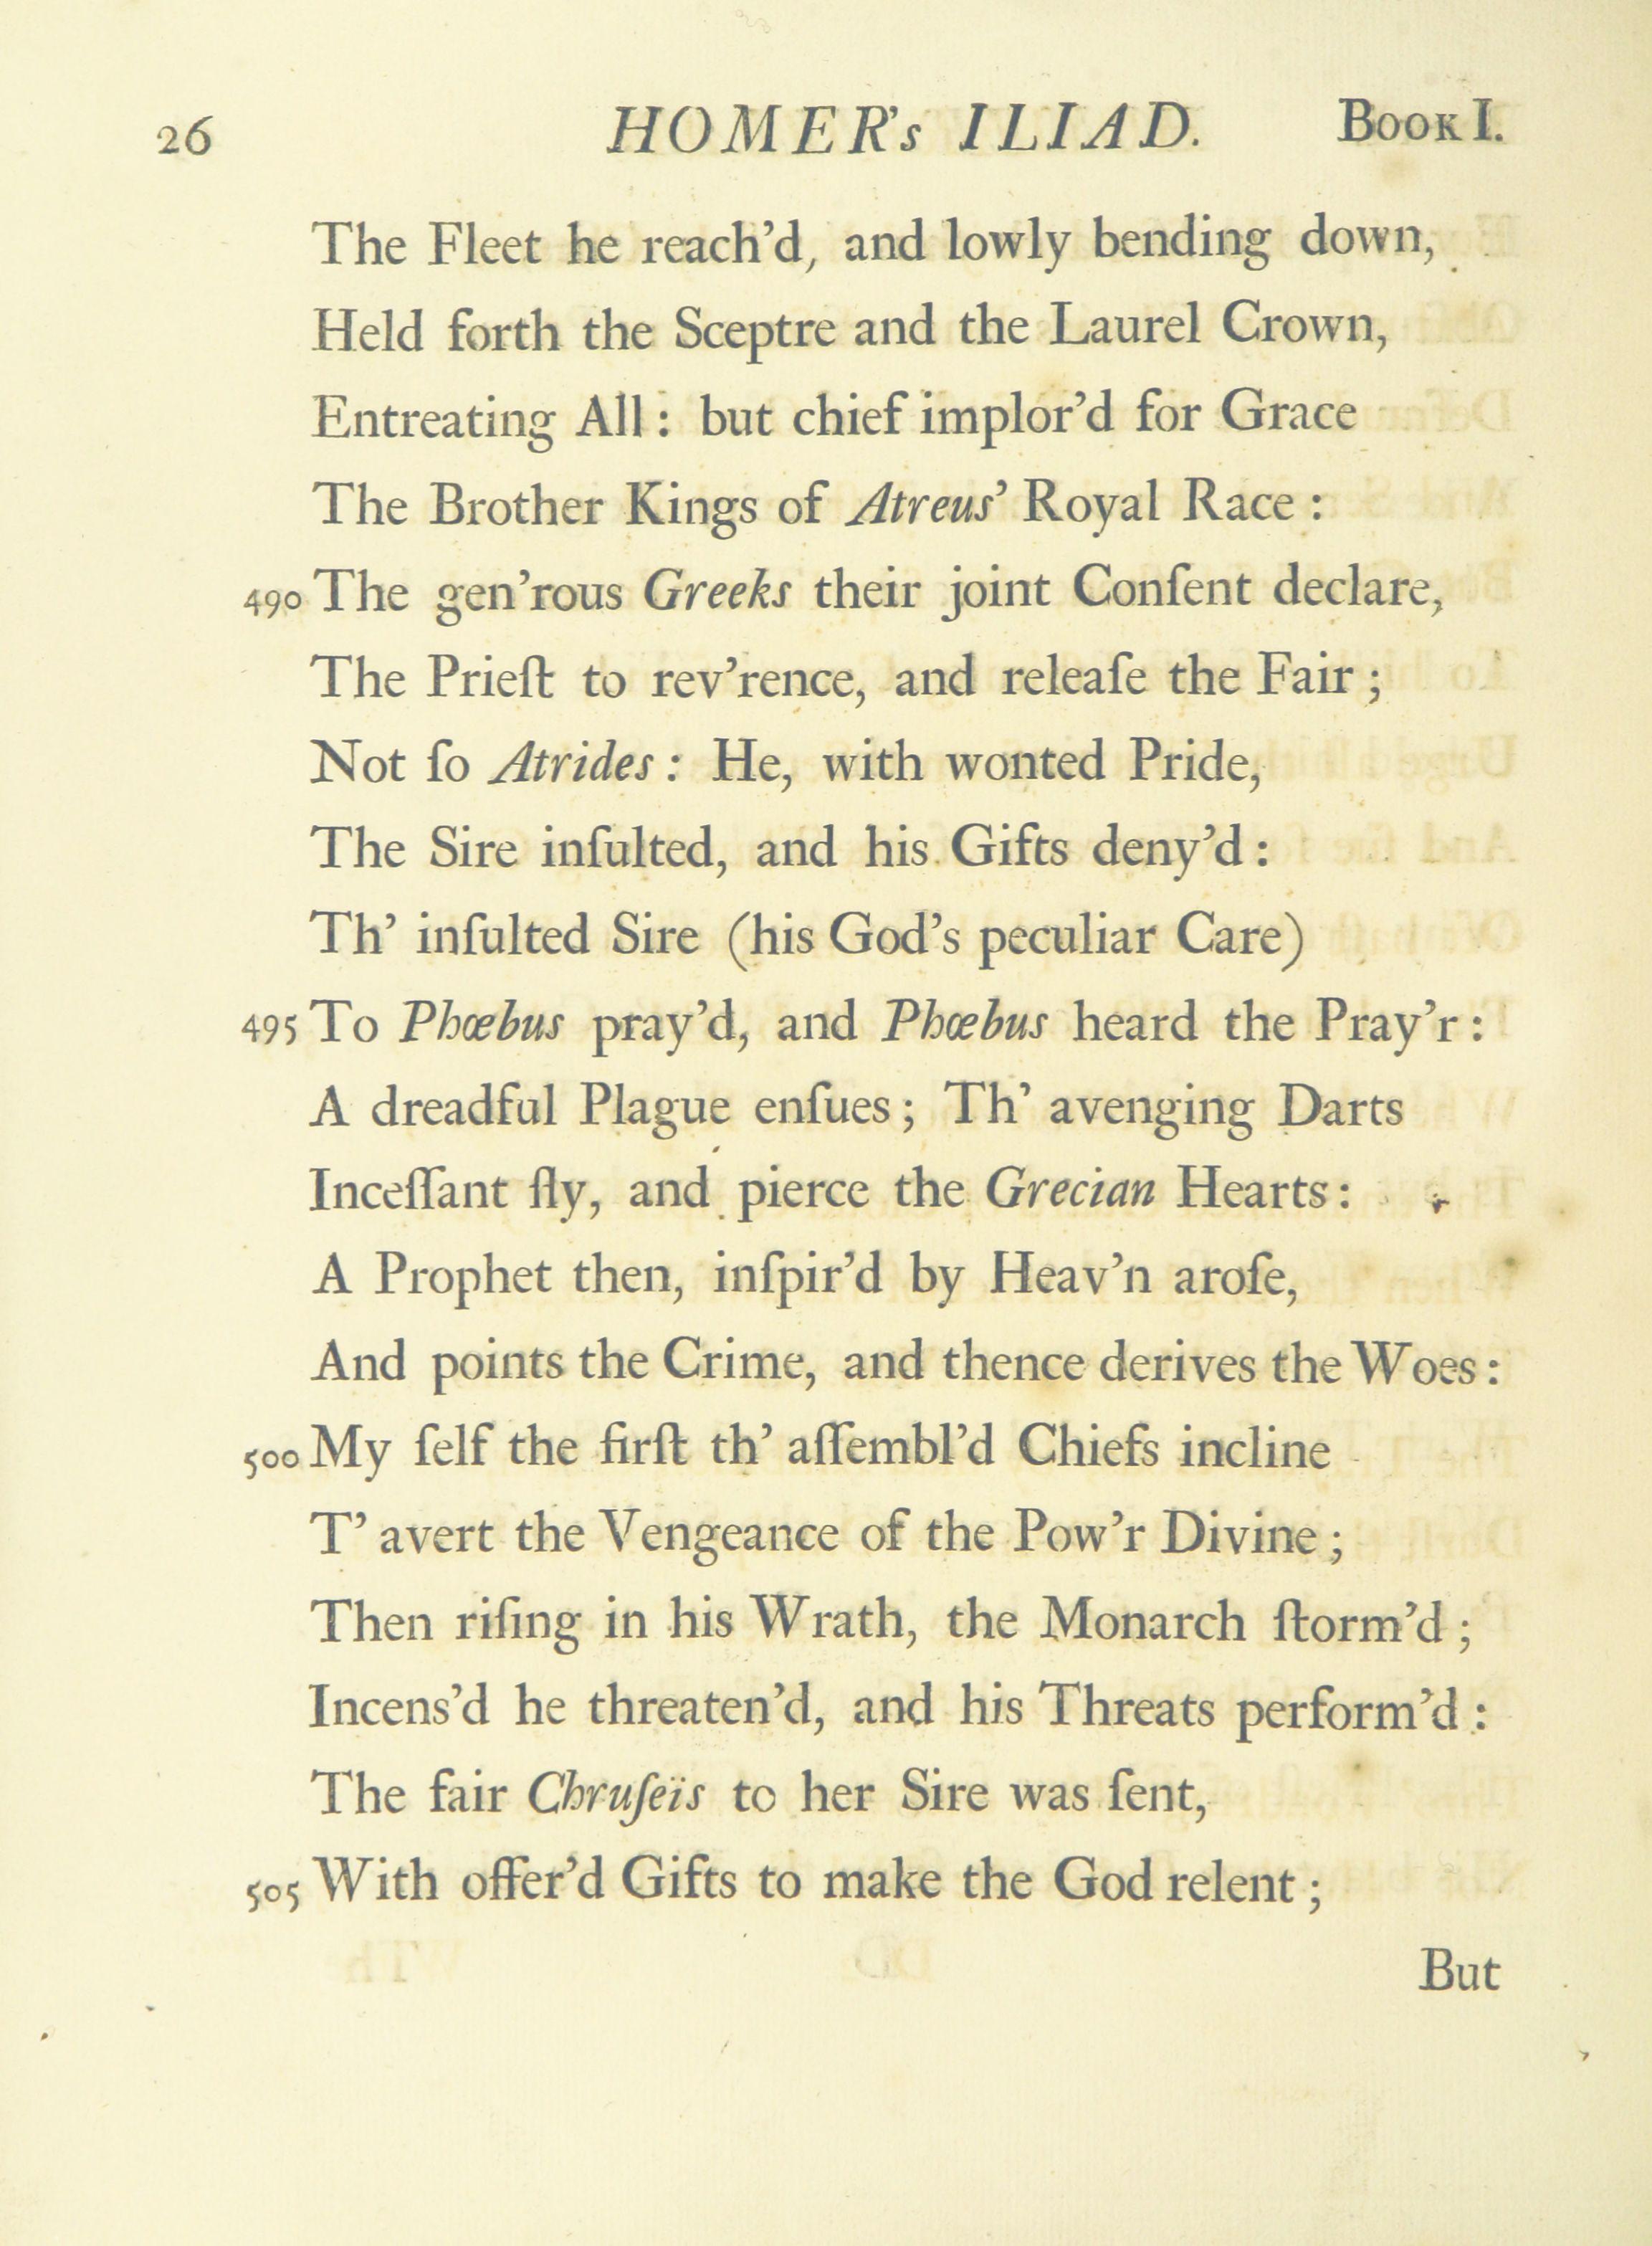 26 HOMER's ILIAD. BOOK I.
The Fleet he reach'd, and lowly bending down,
Held forth the Sceptre and the Laurel Crown,
Entreating All: but chief implor'd for Grace
The Brother Kings of Atreus' Royal Race:
490 The gen'rous Greeks their joint Conſent declare,
The Prieſt to rev'rence, and releaſe the Fair;
Not ſo Atrides: He, with wonted Pride,
The Sire inſulted, and his Gifts deny'd:
Th' inſulted Sire (his God's peculiar Care)
495 To Phœbus pray'd, and Phœbus heard the Pray'r:
A dreadful Plague enſues; Th' avenging Darts
Inceſſant fly, and pierce the Grecian Hearts:
A Prophet then, inſpir'd by Heav'n aroſe,
And points the Crime, and thence derives the Woes:
500 My ſelf the firſt th' aſſembl'd Chiefs incline
T' avert the Vengeance of the Pow'r Divine;
Then riſing in his Wrath, the Monarch ſtorm'd;
Incens'd he threaten'd, and his Threats perform'd:
The fair Chruſeïs to her Sire was ſent,
505 With offer'd Gifts to make the God relent;
But